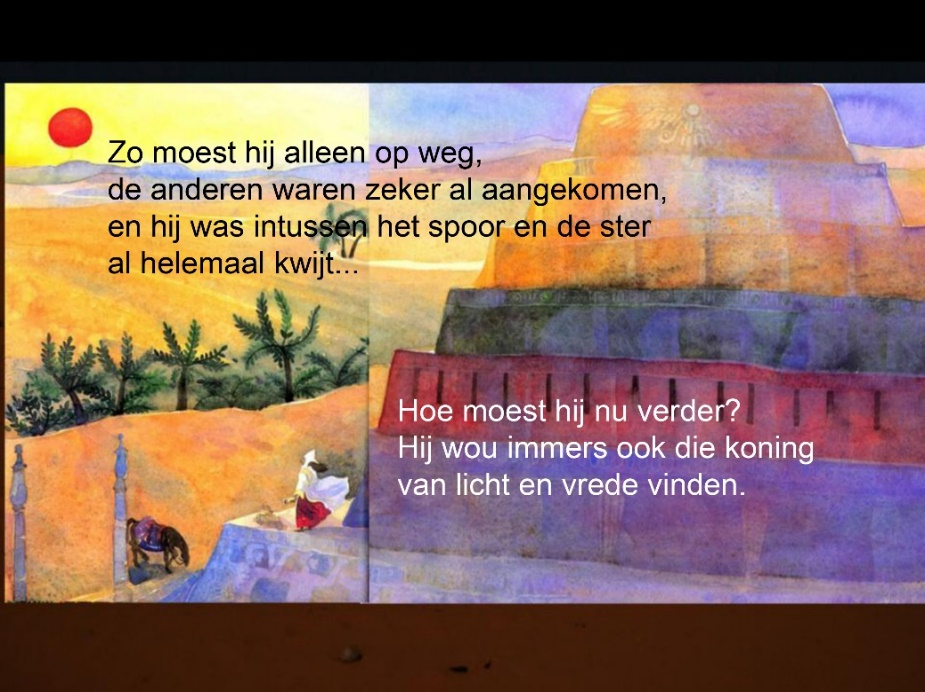 Zo moest hij alleen op weg,
de anderen waren zeker al aangekomen,
en hij was intussen het spoor en de ster
al helemaal kwijt...
Hoe moest hij nu verder?
Hij wou immers ook die koning
van licht en vrede vinden.